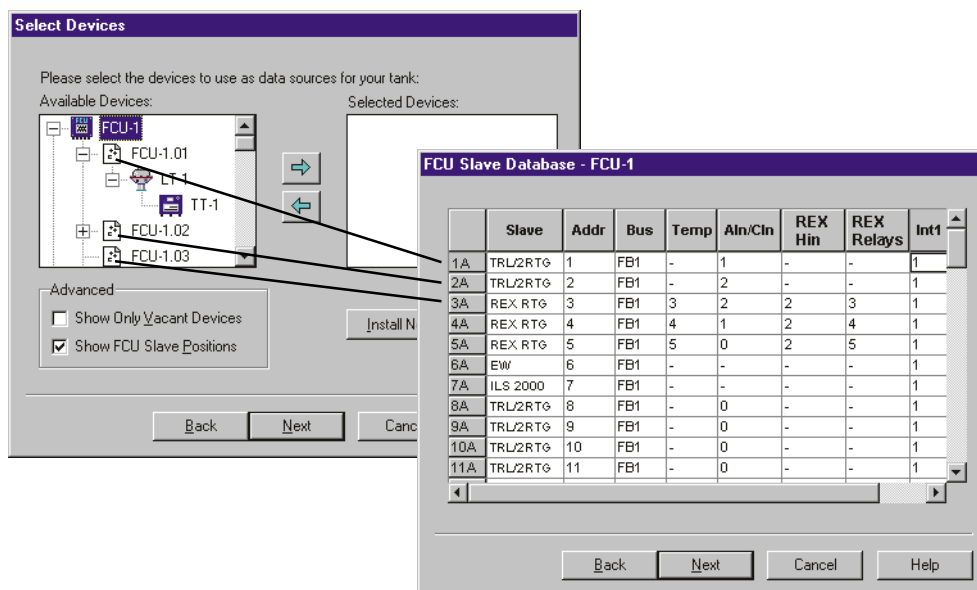 Select Devices
Please select the devices to use as data sources for your tank:
Available Devices:
Selected Devices:
FCU
FCU-1
FCU-1.01
LT-1
TT-1
FCU-1.02
FCU-1.03
Advanced
Show Only Vacant Devices
Show FCU Slave Positions
Install N
Back Next Canc
FCU Slave Database - FCU-1
Slave Addr Bus Temp AIn/CIn REX Hin REX Relays Int1
1A TRL/2RTG 1 FB1 - 1 - - 1
2A TRL/2RTG 2 FB1 - 2 - - 1
3A REX RTG 3 FB1 3 2 2 3 1
4A REX RTG 4 FB1 4 1 2 4 1
5A REX RTG 5 FB1 5 0 2 5 1
6A EW 6 FB1 - - - - 1
7A ILS 2000 7 FB1 - - - - 1
8A TRL/2RTG 8 FB1 - 0 - - 1
9A TRL/2RTG 9 FB1 - 0 - - 1
10A TRL/2RTG 10 FB1 - 0 - - 1
11A TRL/2RTG 11 FB1 - 0 - - 1
Back Next Cancel Help